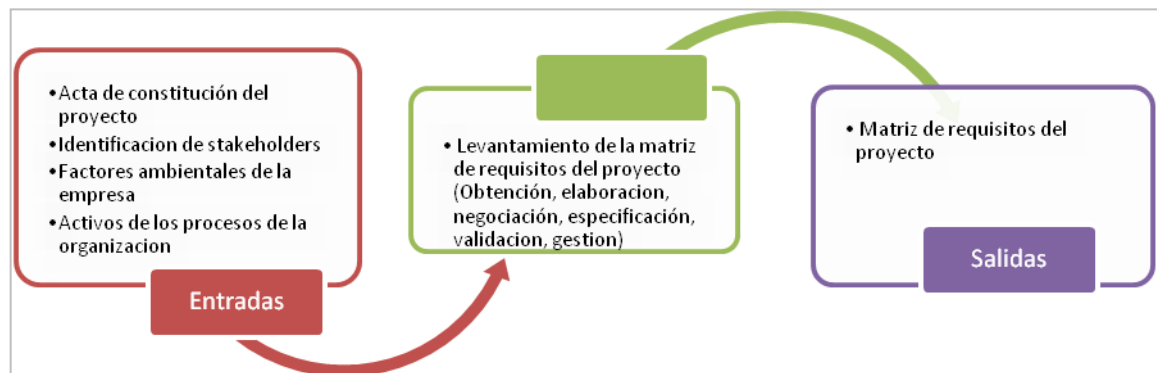 •Acta de constitución del
proyecto
•Identificacion de stakeholders
•Factores ambientales de la
empresa
•Activos de los procesos de la
organizacion
Entradas
• Levantamiento de la matriz
de requisitos del proyecto
(Obtención, elaboracion,
negociación, especificación,
validacion, gestion)
• Matriz de requisitos del
proyecto
Salidas